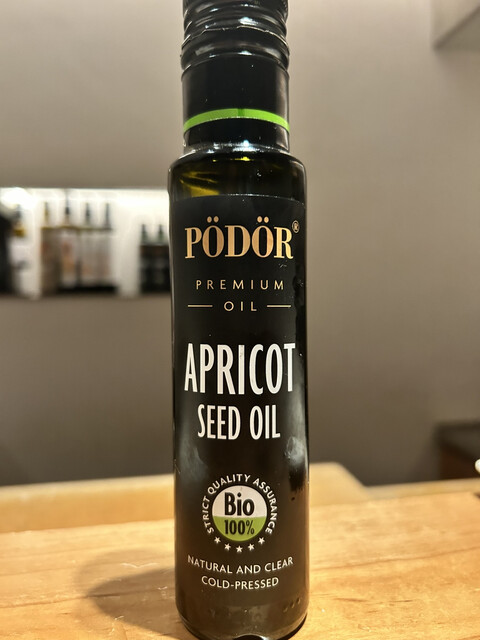 PÖDÖR®
PREMIUM
OIL
APRICOT
SEED OIL
STRICT QUALITY ASSURANCE
Bio
100%
NATURAL AND CLEAR
COLD-PRESSED